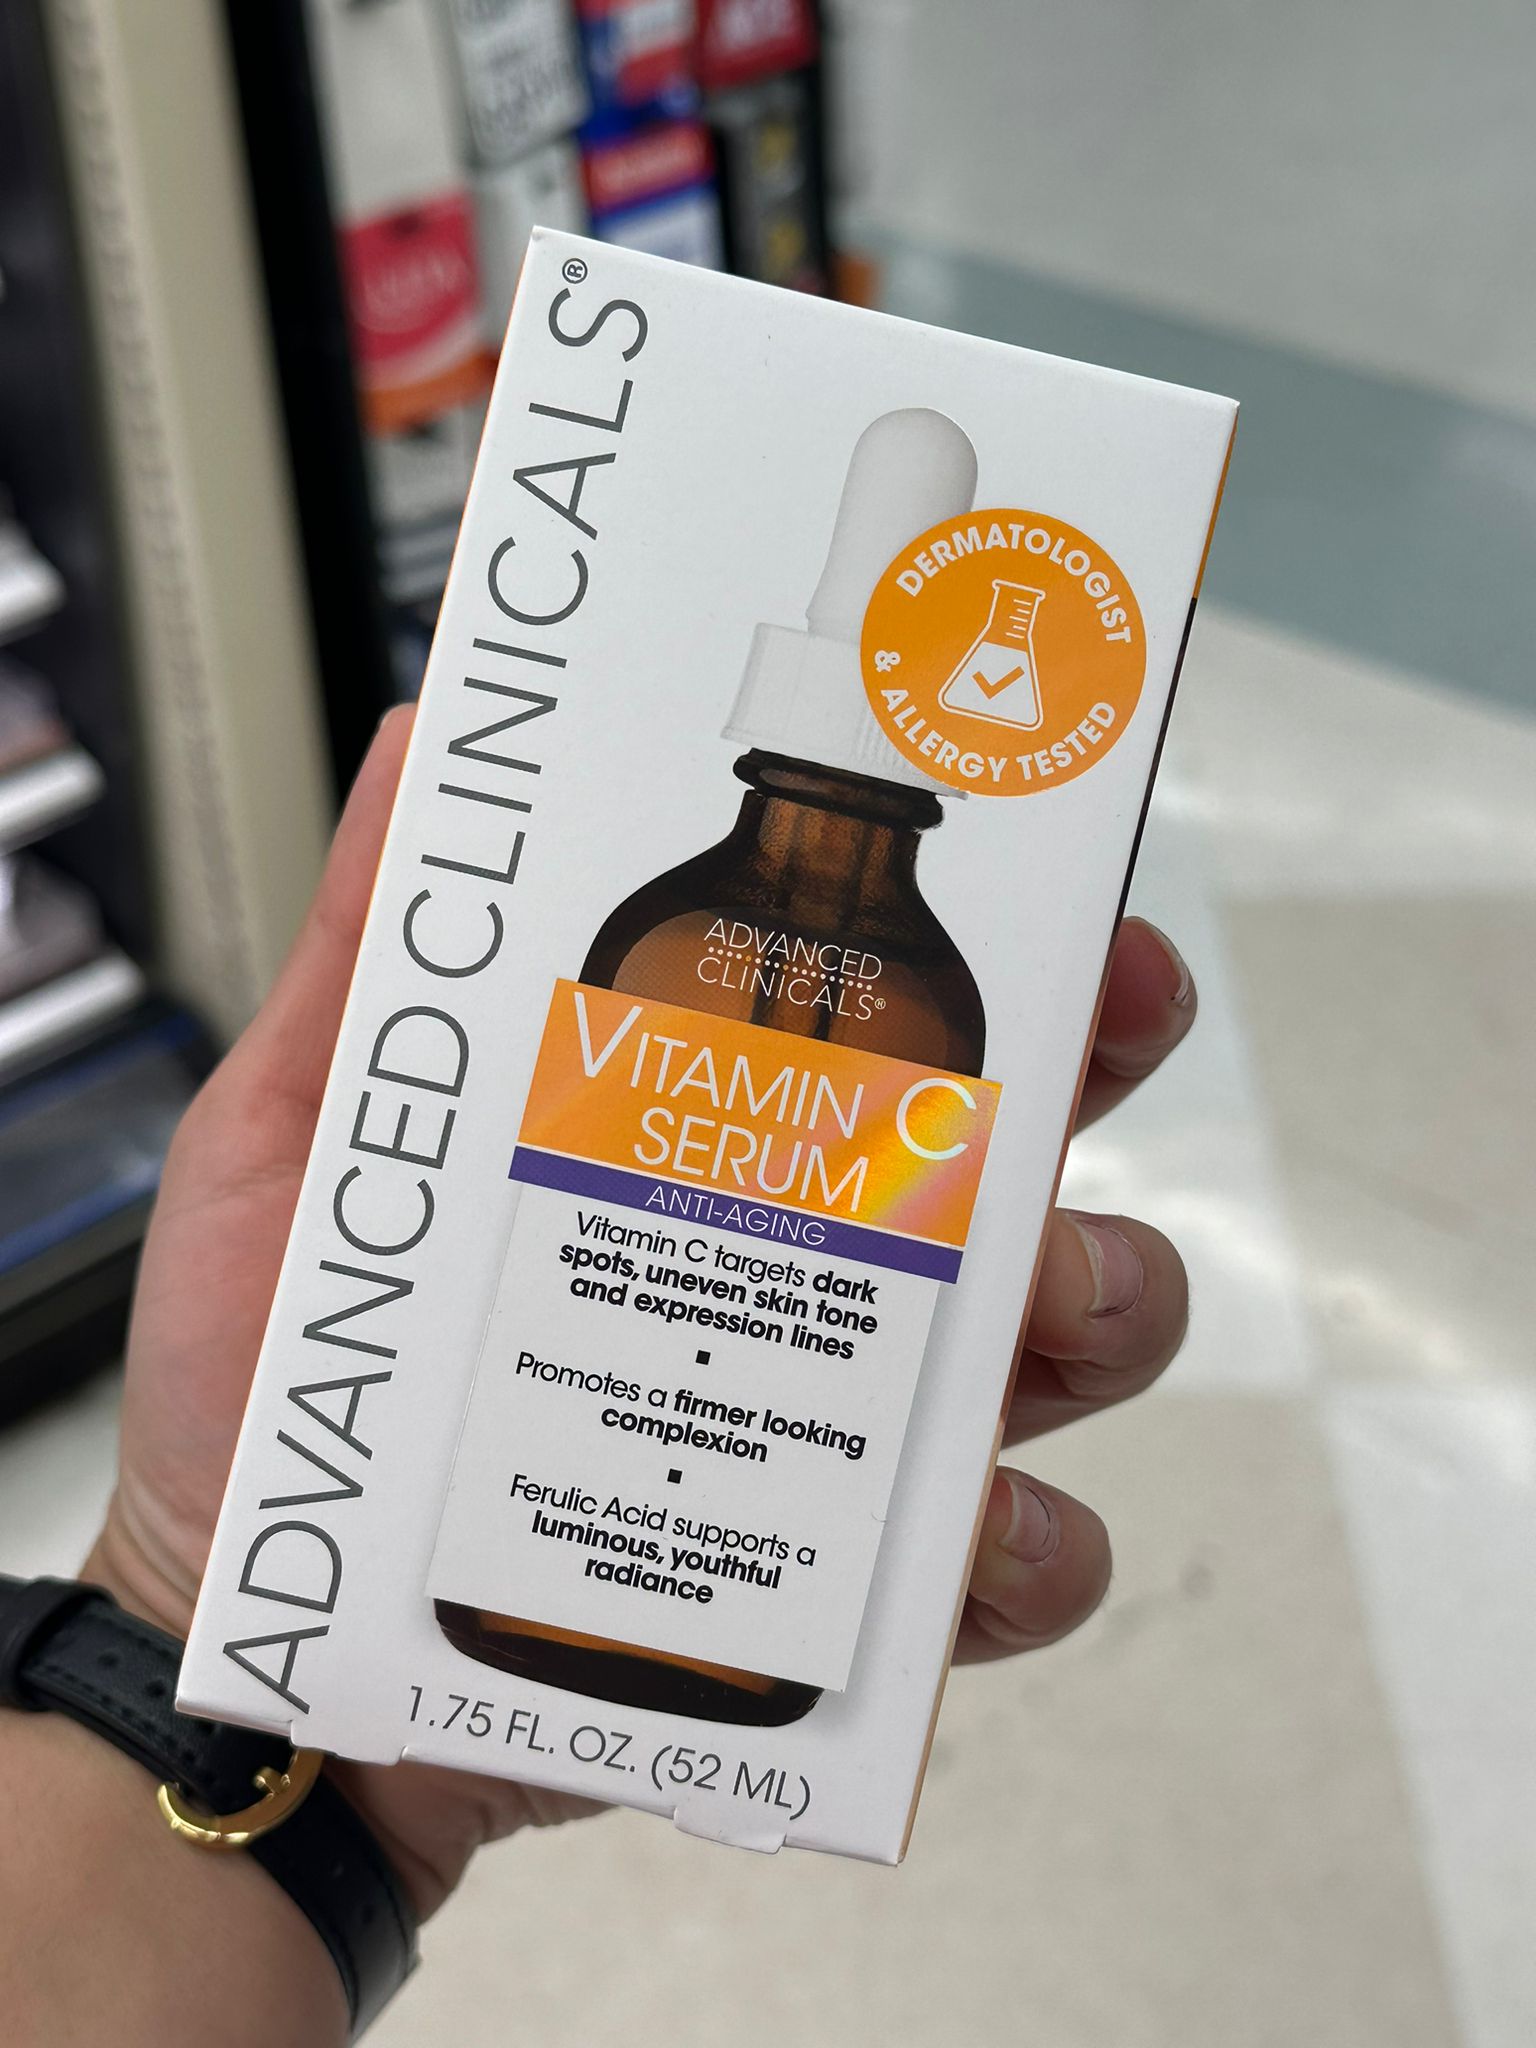 ADVANCED CLINICALS®
DERMATOLOGIST
& ALLERGY TESTED
ADVANCED
CLINICALS®
VITAMIN C
SERUM
ANTI-AGING
Vitamin C targets dark
spots, uneven skin tone
and expression lines
Promotes a firmer looking
complexion
Ferulic Acid supports a
luminous, youthful
radiance
1.75 FL. OZ. (52 ML)